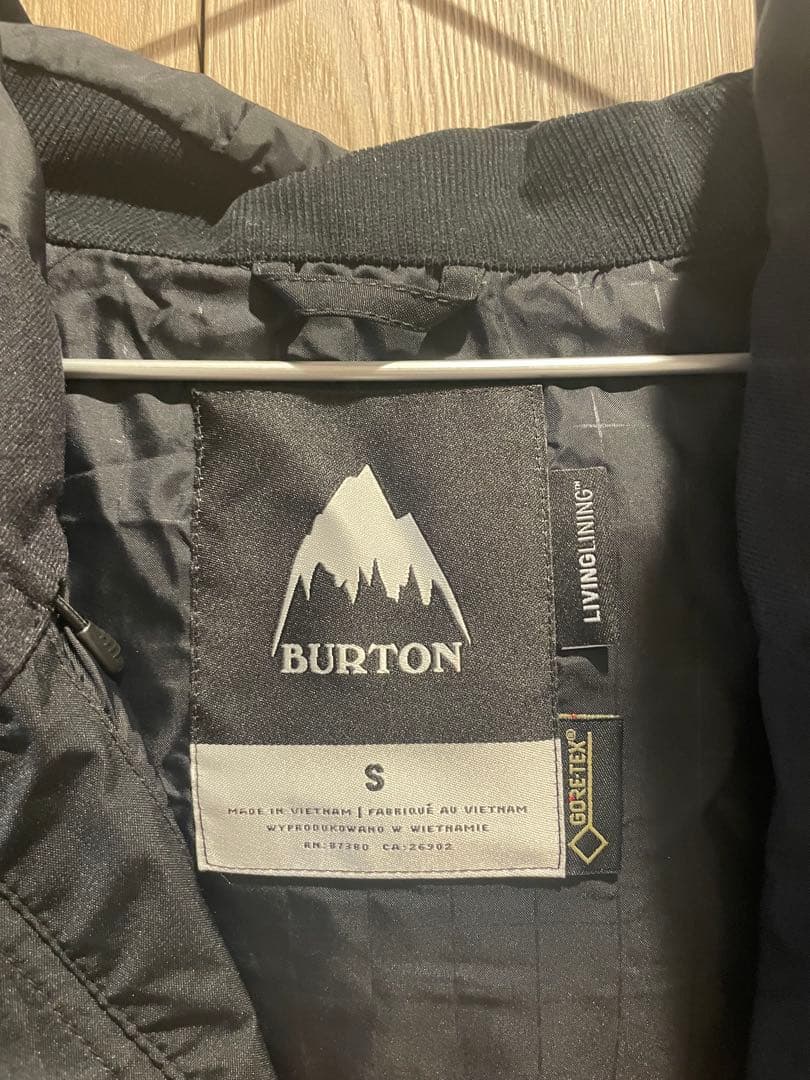 BURTON
S
MADE IN VIETNAM | FABRIQUÉ AU VIETNAM
WYPRODUKOWANO W WIETNAMIE
RN:87380 CA:26902
LIVINGLINING™
GORE-TEX®